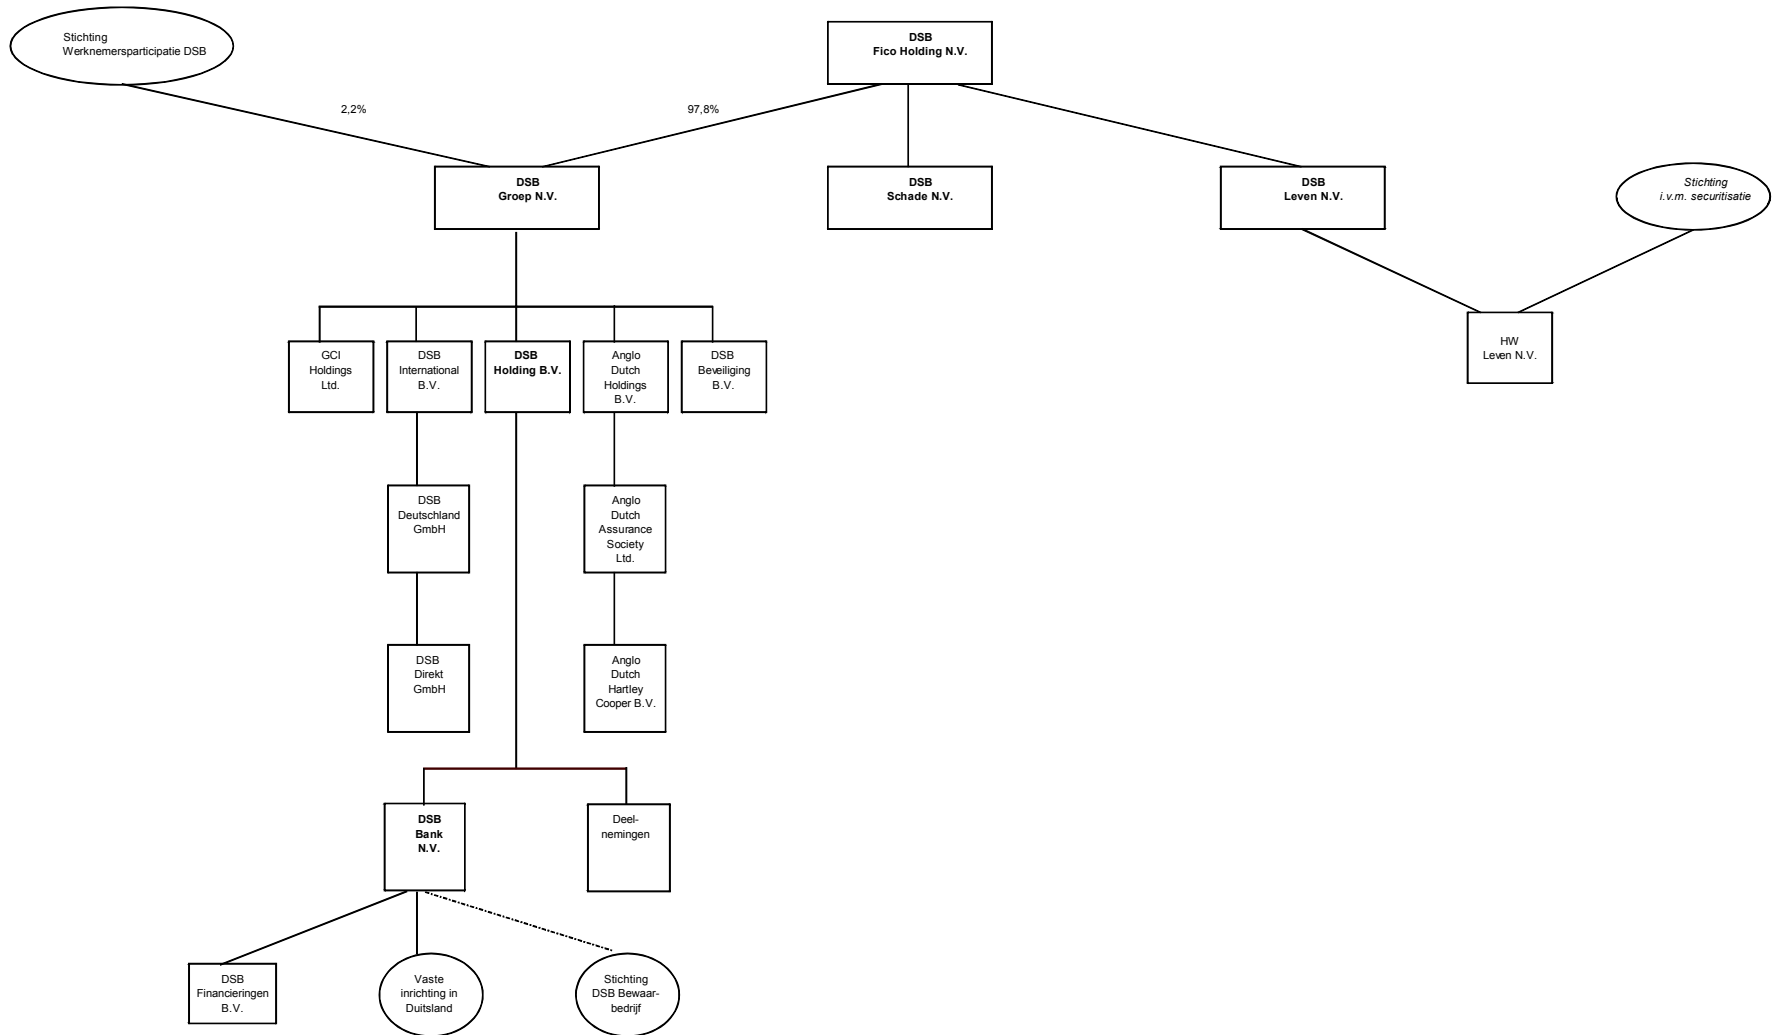 Stichting
Werknemersparticipatie DSB
DSB
Fico Holding N.V.
2,2%
97,8%
DSB
Groep N.V.
DSB
Schade N.V.
DSB
Leven N.V.
Stichting
i.v.m. securitisatie
HW
Leven N.V.
GCI
Holdings
Ltd.
DSB
International
B.V.
DSB
Holding B.V.
Anglo
Dutch
Holdings
B.V.
DSB
Beveiliging
B.V.
DSB
Deutschland
GmbH
Anglo
Dutch
Assurance
Society
Ltd.
DSB
Direkt
GmbH
Anglo
Dutch
Hartley
Cooper B.V.
DSB
Bank
N.V.
Deel-
nemingen
DSB
Financieringen
B.V.
Vaste
inrichting in
Duitsland
Stichting
DSB Bewaar-
bedrijf